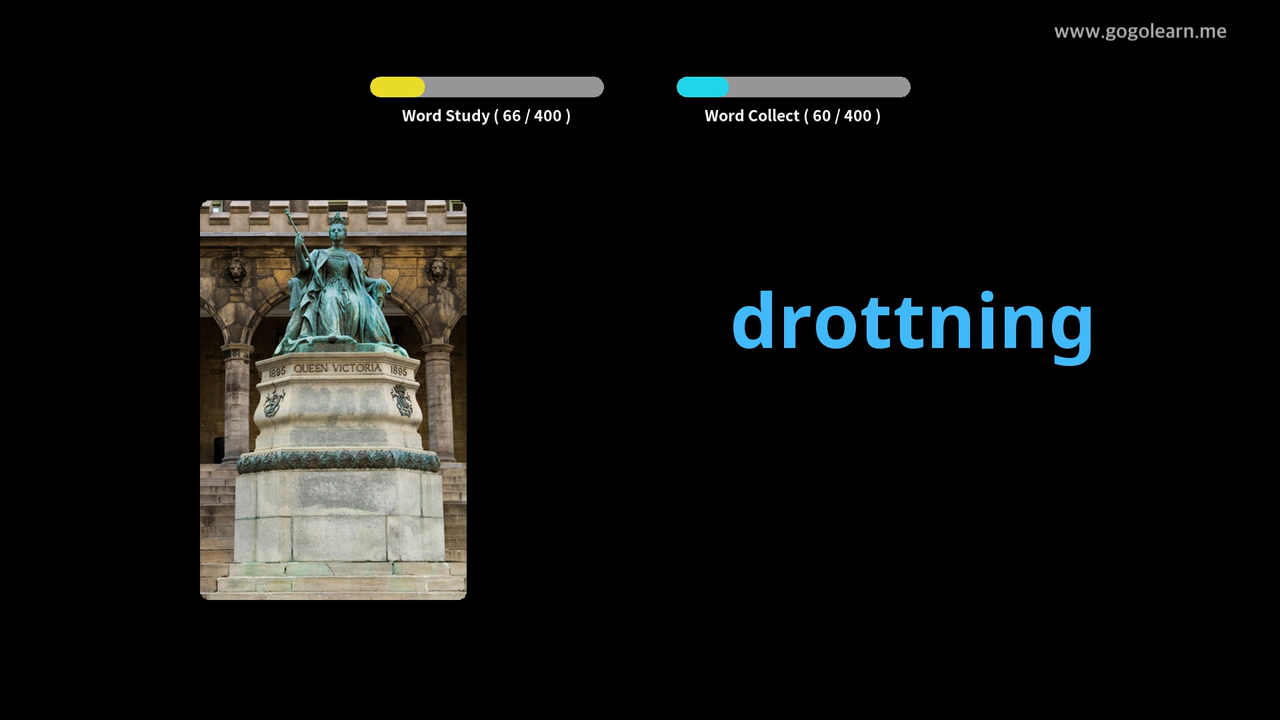 www.gogolearn.me
Word Study ( 66 / 400 )
Word Collect ( 60 / 400 )
drottning
1895 QUEEN VICTORIA 1895